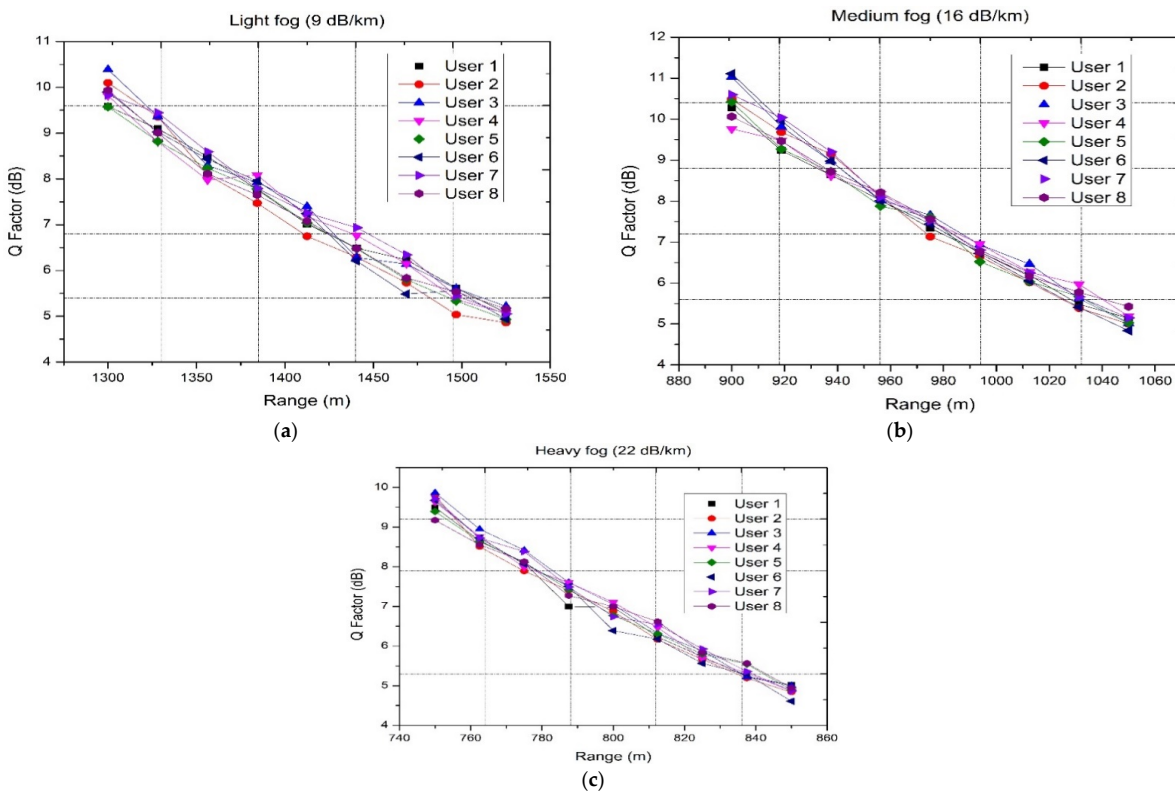 Light fog (9 dB/km)
11
10
9
8
7
6
5
4
Q Factor (dB)
User 1
User 2
User 3
User 4
User 5
User 6
User 7
User 8
1300
1350
1400
1450
1500
1550
Range (m)
(a)
Medium fog (16 dB/km)
12
11
10
9
8
7
6
5
4
Q Factor (dB)
User 1
User 2
User 3
User 4
User 5
User 6
User 7
User 8
880
900
920
940
960
980
1000
1020
1040
1060
Range (m)
(b)
Heavy fog (22 dB/km)
10
9
8
7
6
5
4
Q Factor (dB)
User 1
User 2
User 3
User 4
User 5
User 6
User 7
User 8
740
760
780
800
820
840
860
Range (m)
(c)